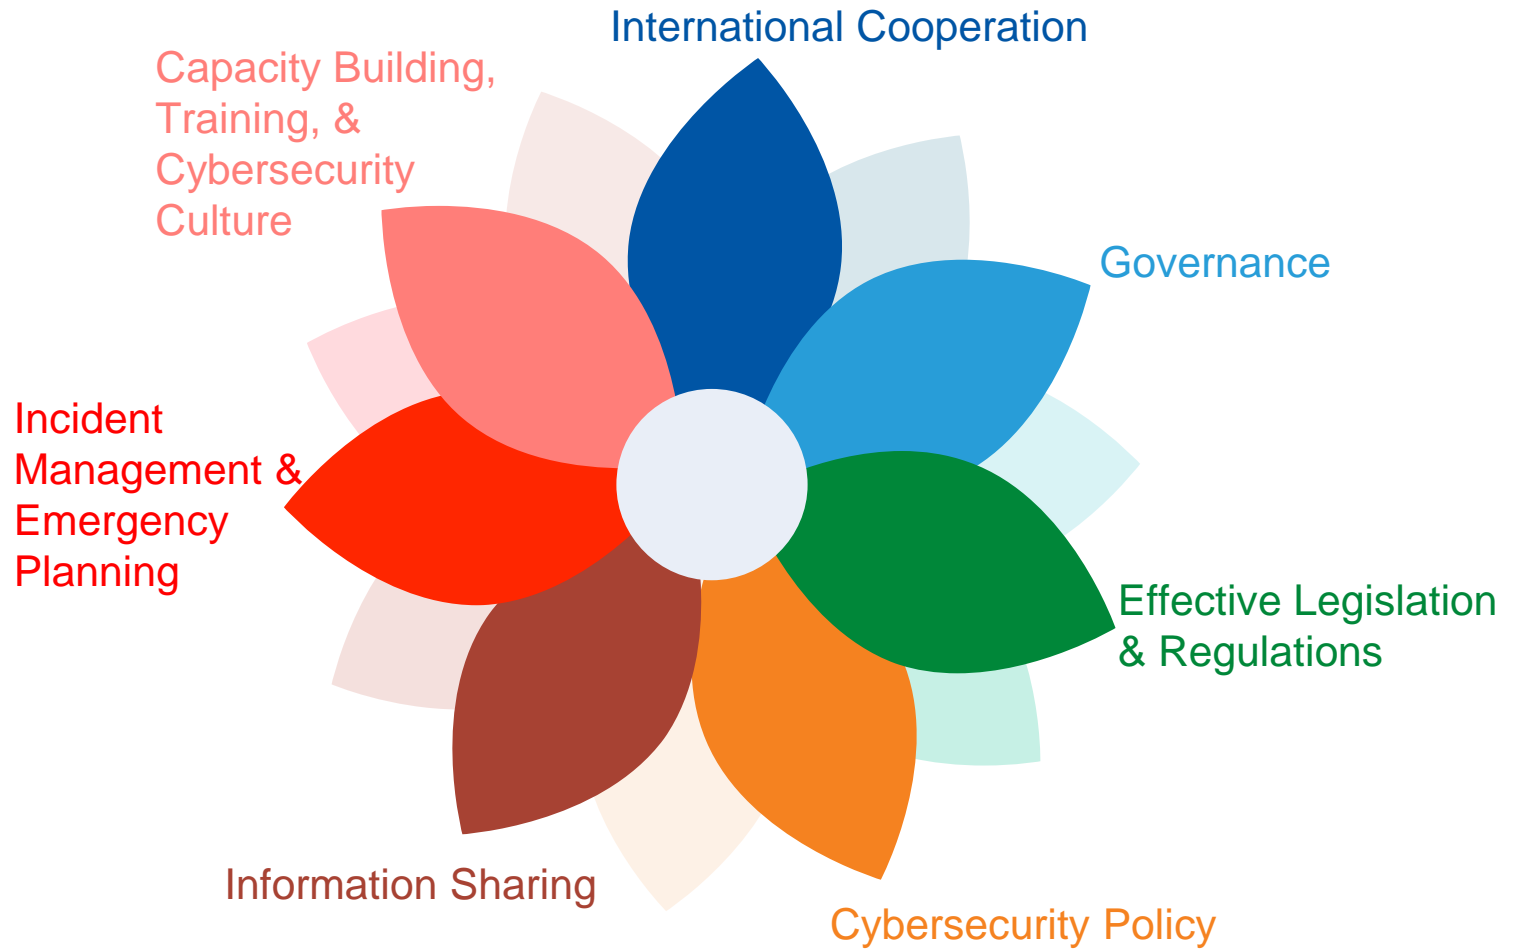 International Cooperation
Capacity Building,
Training, &
Cybersecurity
Culture
Governance
Incident
Management &
Emergency
Planning
Effective Legislation
& Regulations
Information Sharing
Cybersecurity Policy